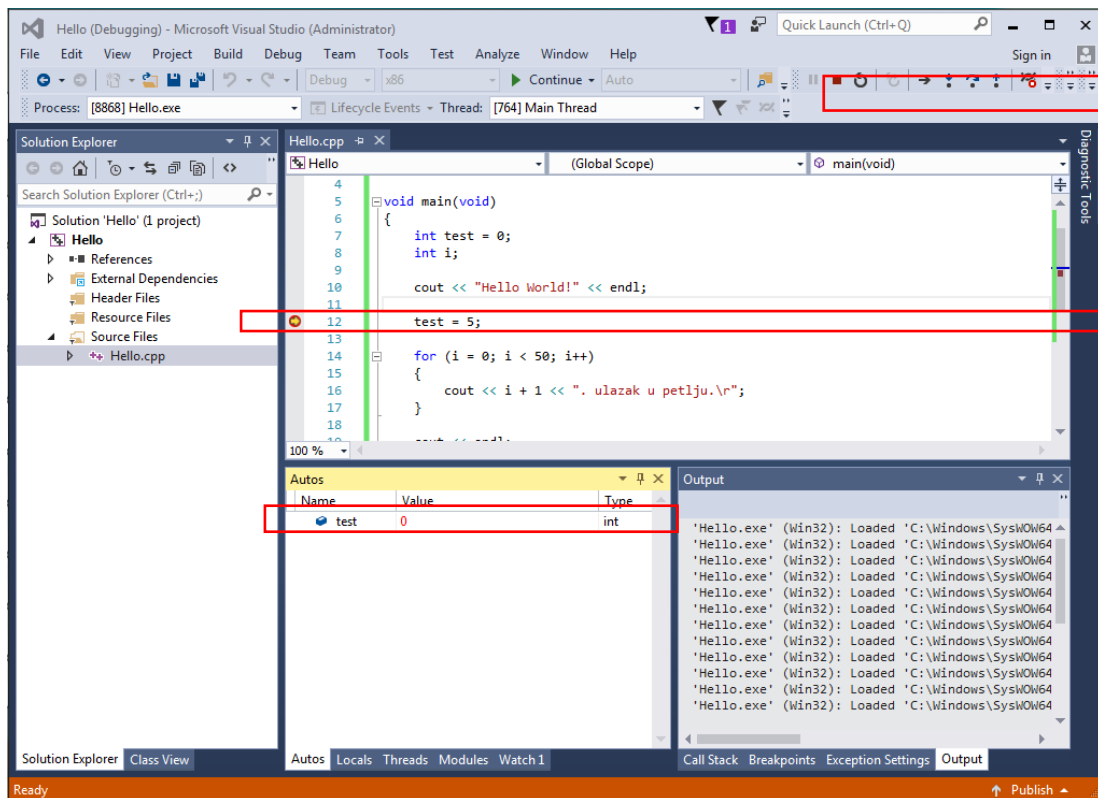 Hello (Debugging) - Microsoft Visual Studio (Administrator)
1
Quick Launch (Ctrl+Q)
File Edit View Project Build Debug Team Tools Test Analyze Window Help
Sign in
Debug x86 Continue Auto
Process: [8868] Hello.exe Lifecycle Events Thread: [764] Main Thread
Solution Explorer
Search Solution Explorer (Ctrl+;)
Solution 'Hello' (1 project)
Hello
References
External Dependencies
Header Files
Resource Files
Source Files
Hello.cpp
Hello.cpp
Hello (Global Scope) main(void)
4
5 void main(void)
6 {
7 int test = 0;
8 int i;
9
10 cout << "Hello World!" << endl;
11
12 test = 5;
13
14 for (i = 0; i < 50; i++)
15 {
16 cout << i + 1 << ". ulazak u petlju.\r";
17 }
18
19 cout << endl;
100 %
Diagnostic Tools
Autos
Name Value Type
test 0 int
Output
'Hello.exe' (Win32): Loaded 'C:\Windows\SysWOW64
'Hello.exe' (Win32): Loaded 'C:\Windows\SysWOW64
'Hello.exe' (Win32): Loaded 'C:\Windows\SysWOW64
'Hello.exe' (Win32): Loaded 'C:\Windows\SysWOW64
'Hello.exe' (Win32): Loaded 'C:\Windows\SysWOW64
'Hello.exe' (Win32): Loaded 'C:\Windows\SysWOW64
'Hello.exe' (Win32): Loaded 'C:\Windows\SysWOW64
'Hello.exe' (Win32): Loaded 'C:\Windows\SysWOW64
'Hello.exe' (Win32): Loaded 'C:\Windows\SysWOW64
'Hello.exe' (Win32): Loaded 'C:\Windows\SysWOW64
'Hello.exe' (Win32): Loaded 'C:\Windows\SysWOW64
'Hello.exe' (Win32): Loaded 'C:\Windows\SysWOW64
Solution Explorer Class View
Autos Locals Threads Modules Watch 1
Call Stack Breakpoints Exception Settings Output
Ready
Publish